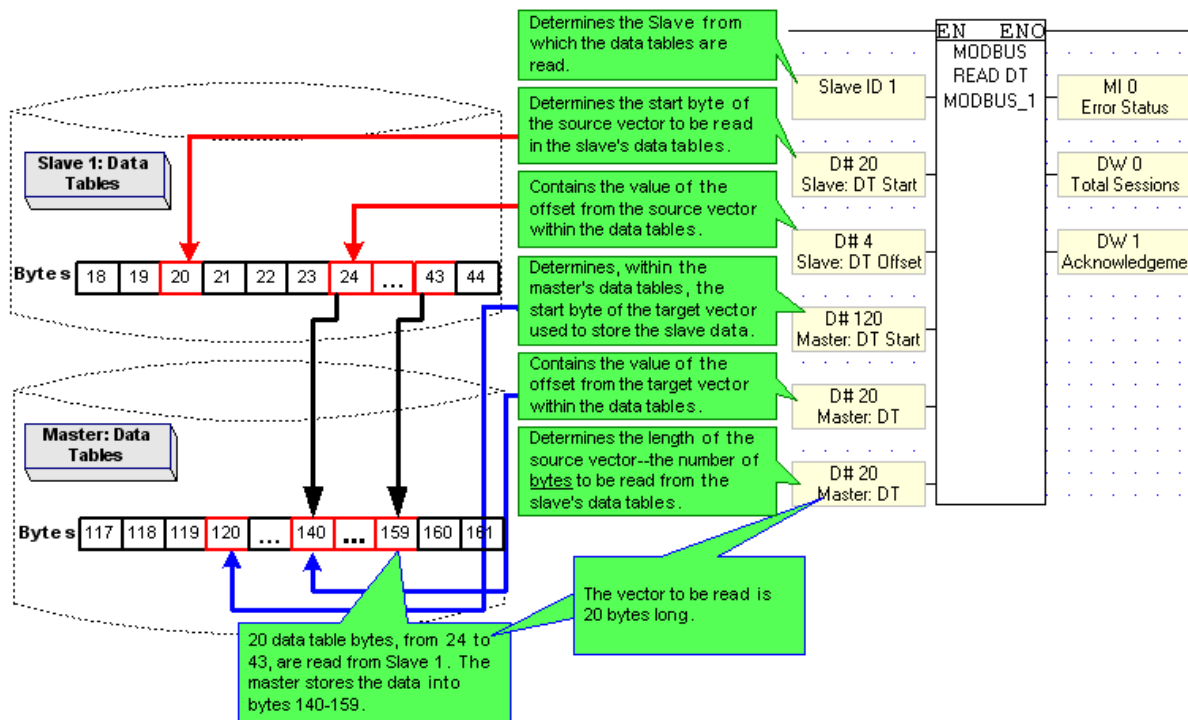 Determines the Slave from
which the data tables are
read.
Determines the start byte of
the source vector to be read
in the slave's data tables.
Contains the value of the
offset from the source vector
within the data tables.
Determines, within the
master's data tables, the
start byte of the target vector
used to store the slave data.
Contains the value of the
offset from the target vector
within the data tables.
Determines the length of the
source vector--the number of
bytes to be read from the
slave's data tables.
Slave 1: Data
Tables
Bytes 18 19 20 21 22 23 24 ... 43 44
Master: Data
Tables
Bytes 117 118 119 120 ... 140 ... 159 160 161
20 data table bytes, from 24 to
43, are read from Slave 1. The
master stores the data into
bytes 140-159.
The vector to be read is
20 bytes long.
EN ENO
MODBUS
READ DT
MODBUS_1
Slave ID 1
D# 20
Slave: DT Start
D# 4
Slave: DT Offset
D# 120
Master: DT Start
D# 20
Master: DT
D# 20
Master: DT
MI 0
Error Status
DW 0
Total Sessions
DW 1
Acknowledgeme